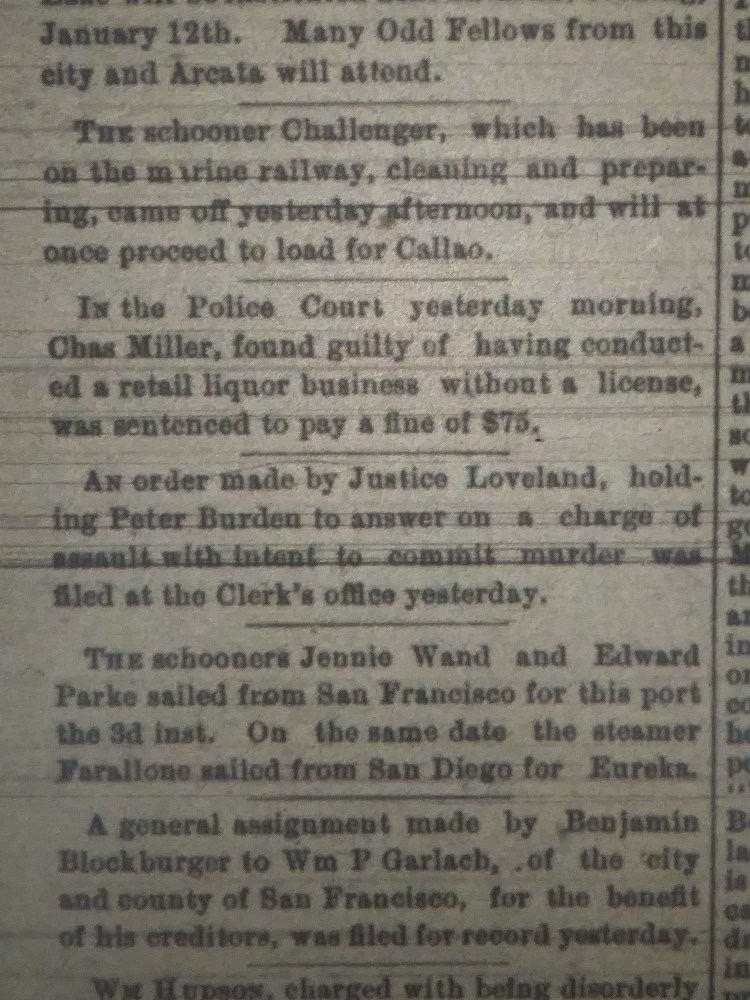 January 12th. Many Odd Fellows from this
city and Arcata will attend.
THE schooner Challenger, which has been
on the marine railway, cleaning and prepar-
ing, came off yesterday afternoon, and will at
once proceed to load for Callao.
IN the Police Court yesterday morning,
Chas Miller, found guilty of having conduct-
ed a retail liquor business without a license,
was sentenced to pay a fine of $75.
AN order made by Justice Loveland, hold-
ing Peter Burden to answer on a charge of
assault with intent to commit murder was
filed at the Clerk's office yesterday.
THE schooners Jennie Wand and Edward
Parke sailed from San Francisco for this port
the 3d inst. On the same date the steamer
Farallone sailed from San Diego for Eureka.
A general assignment made by Benjamin
Blockburger to Wm P Garlach, of the city
and county of San Francisco, for the benefit
of his creditors, was filed for record yesterday.
WM HUDSON, charged with being disorderly